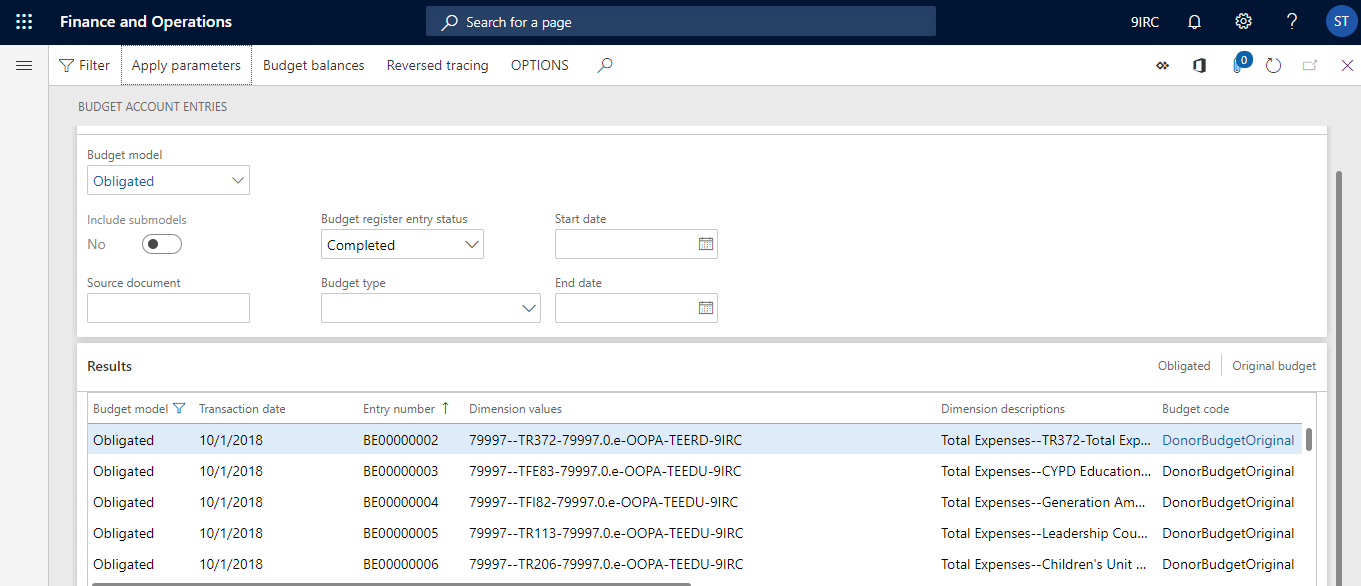 Finance and Operations Search for a page 9IRC ? ST
Filter Apply parameters Budget balances Reversed tracing OPTIONS 0
BUDGET ACCOUNT ENTRIES
Budget model
Obligated
Include submodels Budget register entry status Start date
No Completed
Source document Budget type End date
Results Obligated Original budget
Budget model Transaction date Entry number ↑ Dimension values Dimension descriptions Budget code
Obligated 10/1/2018 BE00000002 79997--TR372-79997.0.e-OOPA-TEERD-9IRC Total Expenses--TR372-Total Exp... DonorBudgetOriginal
Obligated 10/1/2018 BE00000003 79997--TFE83-79997.0.e-OOPA-TEEDU-9IRC Total Expenses--CYPD Education... DonorBudgetOriginal
Obligated 10/1/2018 BE00000004 79997--TFI82-79997.0.e-OOPA-TEEDU-9IRC Total Expenses--Generation Am... DonorBudgetOriginal
Obligated 10/1/2018 BE00000005 79997--TR113-79997.0.e-OOPA-TEEDU-9IRC Total Expenses--Leadership Cou... DonorBudgetOriginal
Obligated 10/1/2018 BE00000006 79997--TR206-79997.0.e-OOPA-TEEDU-9IRC Total Expenses--Children's Unit ... DonorBudgetOriginal